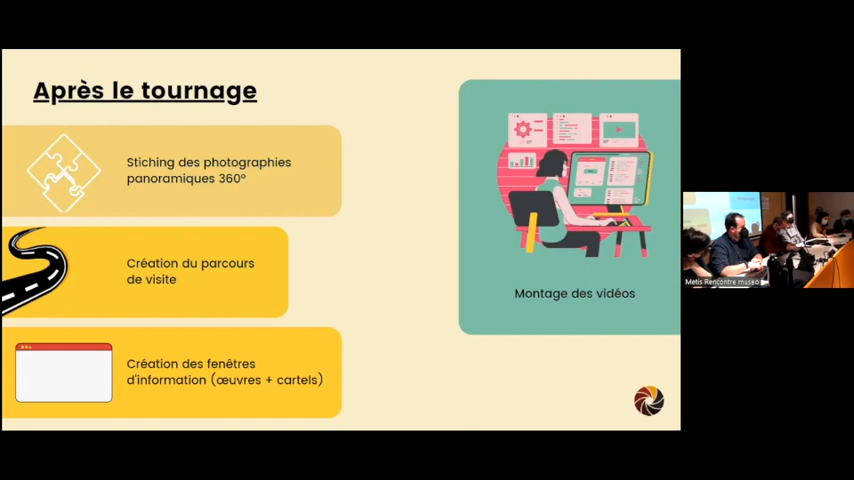 Après le tournage
Stiching des photographies
panoramiques 360°
Création du parcours
de visite
Création des fenêtres
d'information (œuvres + cartels)
Montage des vidéos
Metis Rencontre museo